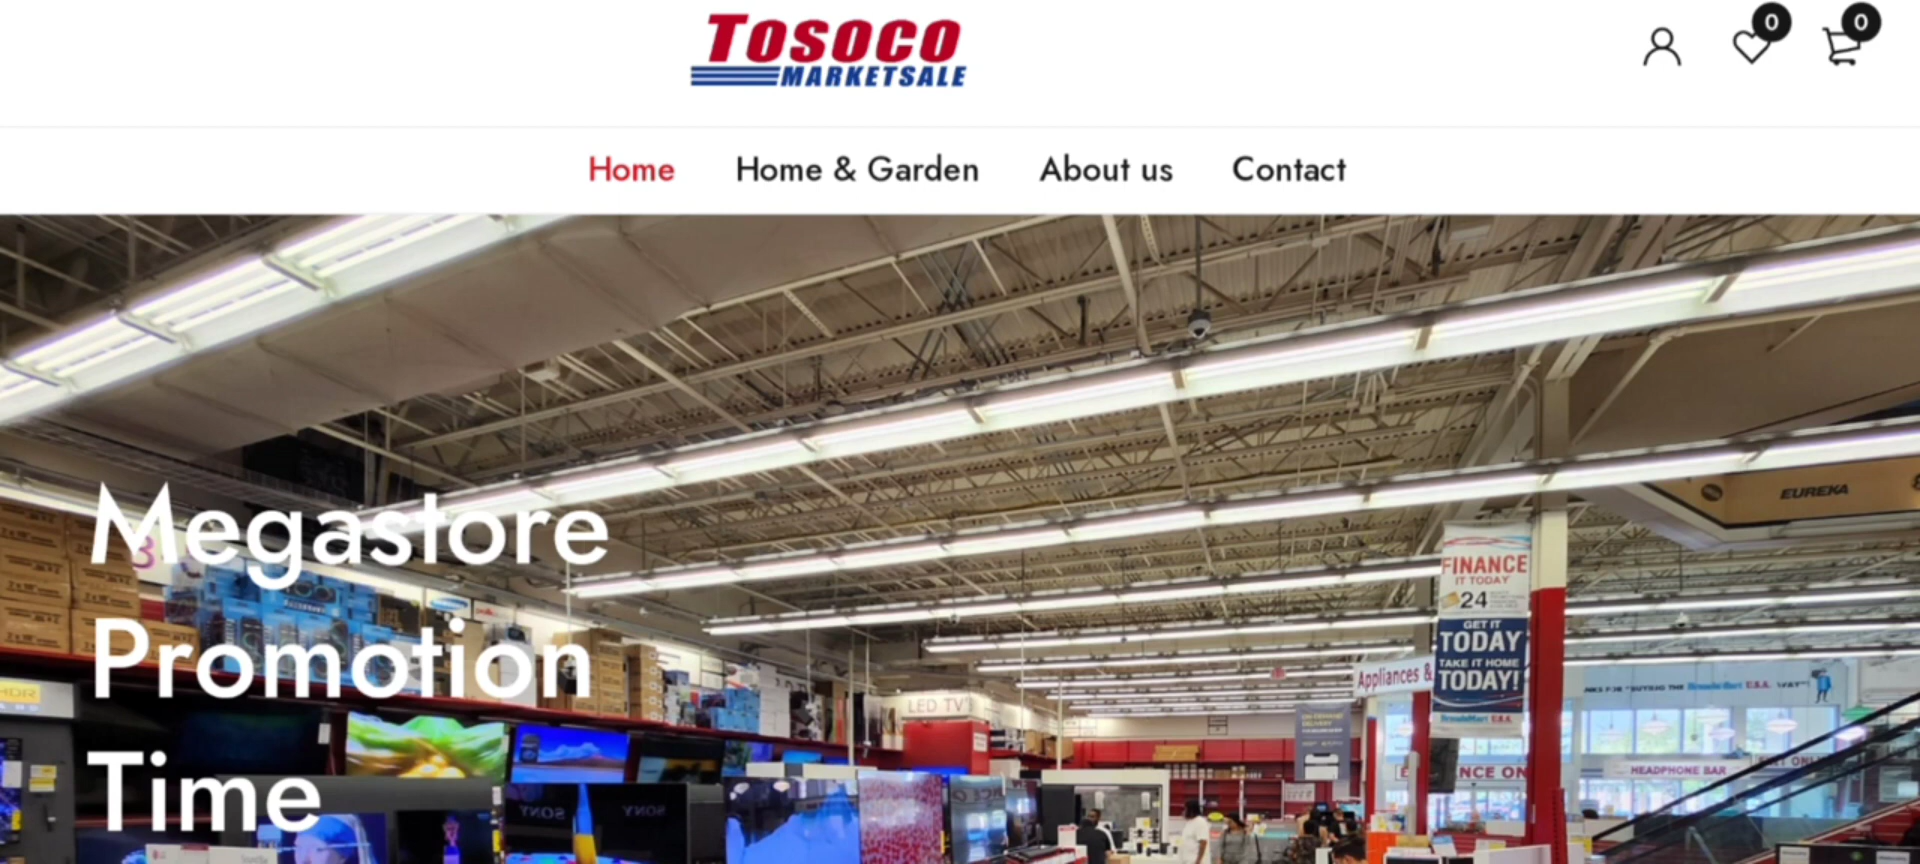 TOSOCO
MARKETSALE
0
0
Home
Home & Garden
About us
Contact
Megastore
Promotion
Time
EUREKA
FINANCE
IT TODAY
24
GET IT
TODAY
TAKE IT HOME
TODAY!
Appliances &
LED TV'
HEADPHONE BAR
SONY
SONY